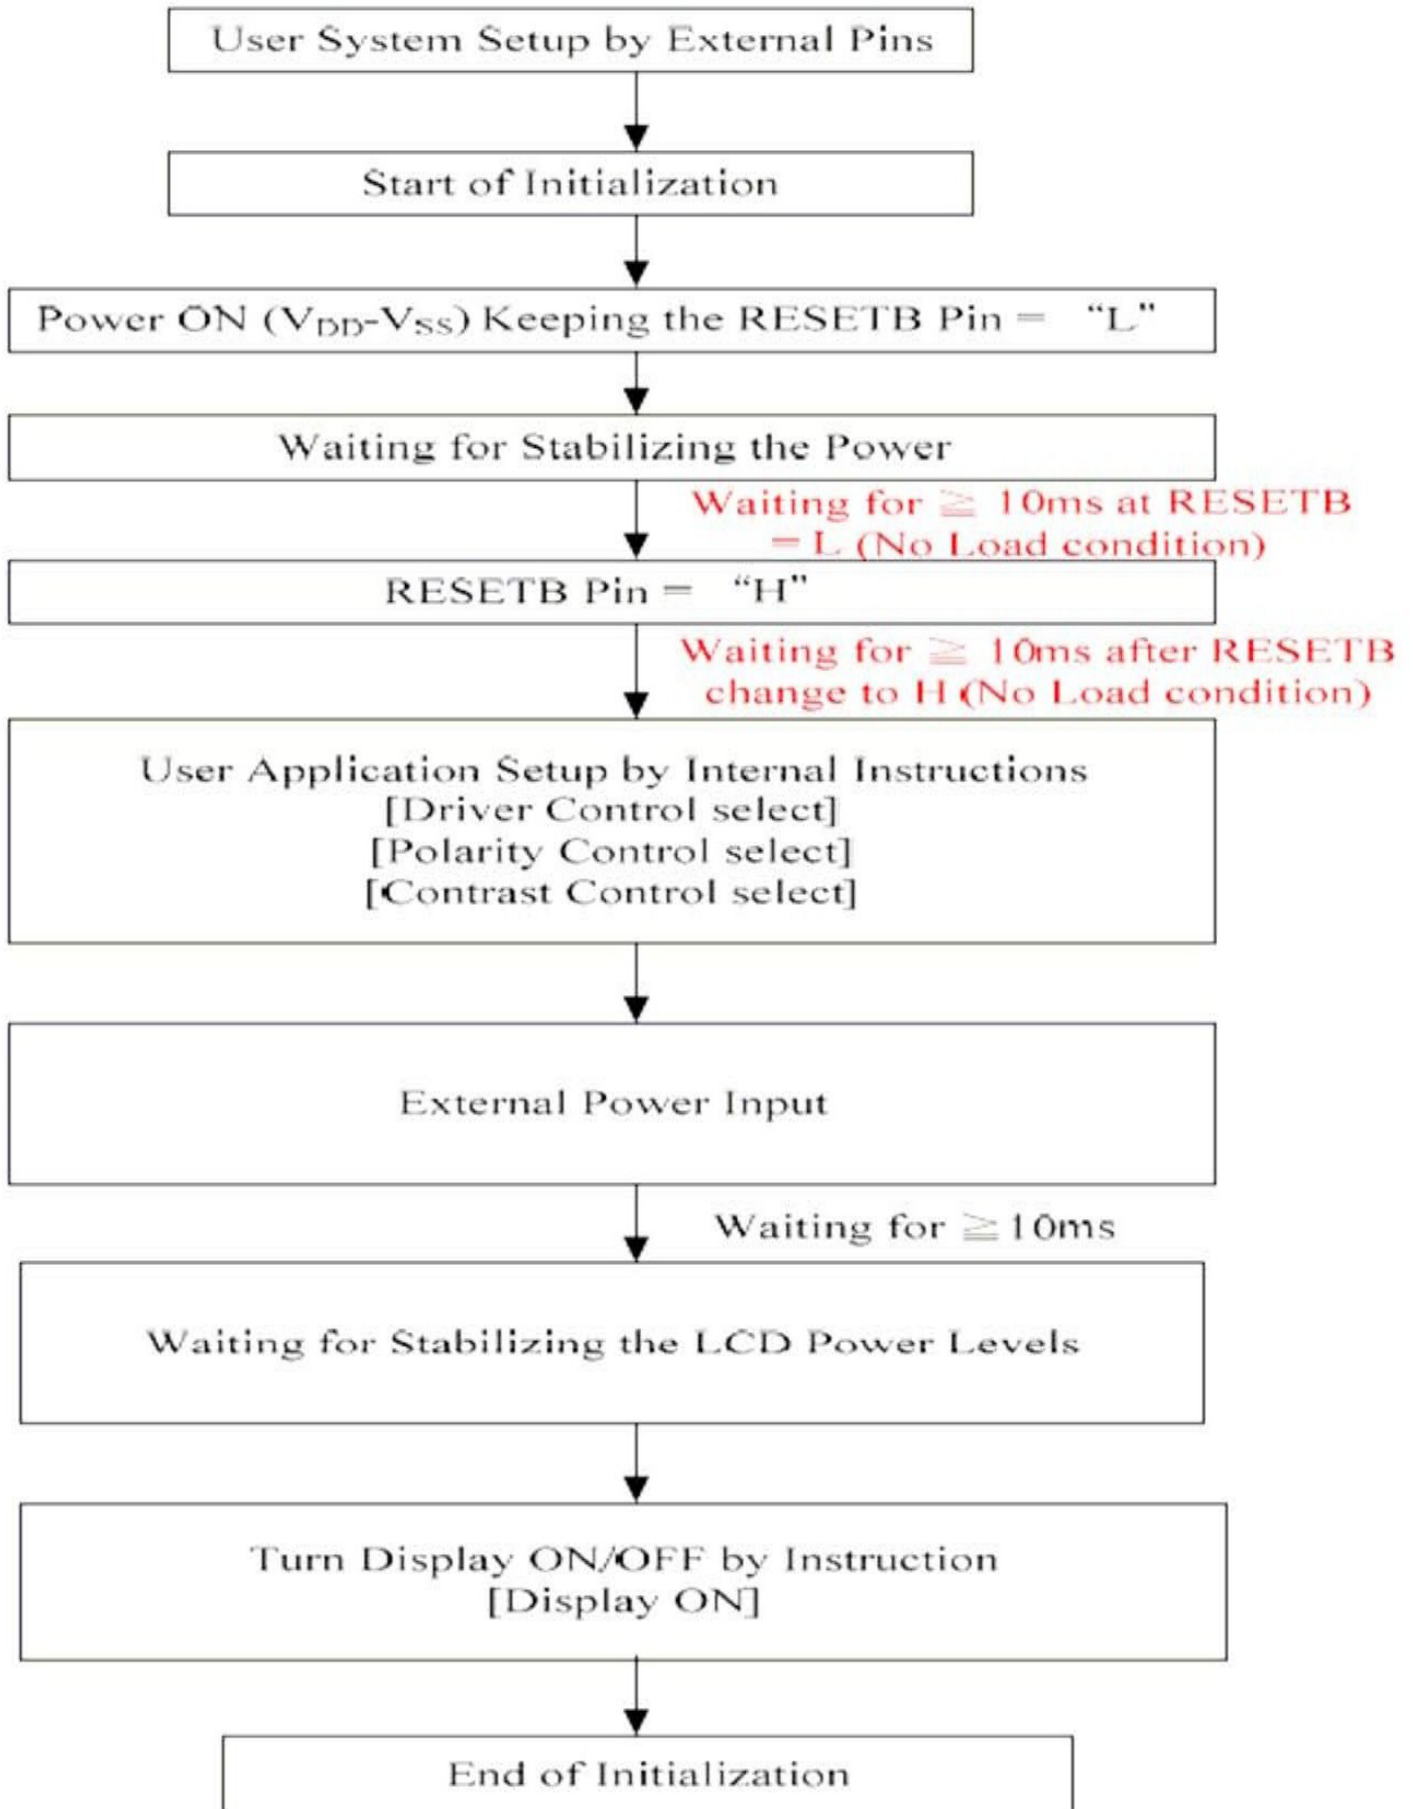 User System Setup by External Pins
Start of Initialization
Power ON (VDD-VSS) Keeping the RESETB Pin = “L”
Waiting for Stabilizing the Power
Waiting for ≧ 10ms at RESETB
= L (No Load condition)
RESETB Pin = “H”
Waiting for ≧ 10ms after RESETB
change to H (No Load condition)
User Application Setup by Internal Instructions
[Driver Control select]
[Polarity Control select]
[Contrast Control select]
External Power Input
Waiting for ≧10ms
Waiting for Stabilizing the LCD Power Levels
Turn Display ON/OFF by Instruction
[Display ON]
End of Initialization